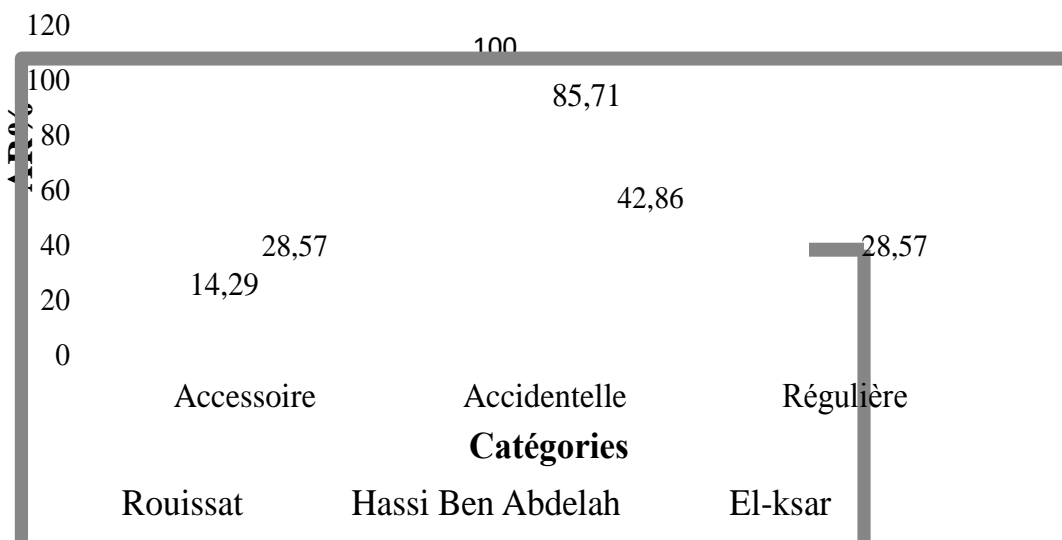 120
100
100
85,71
80
AR%
60
42,86
40
28,57
28,57
14,29
20
0
Accessoire
Accidentelle
Régulière
Catégories
Rouissat
Hassi Ben Abdelah
El-ksar